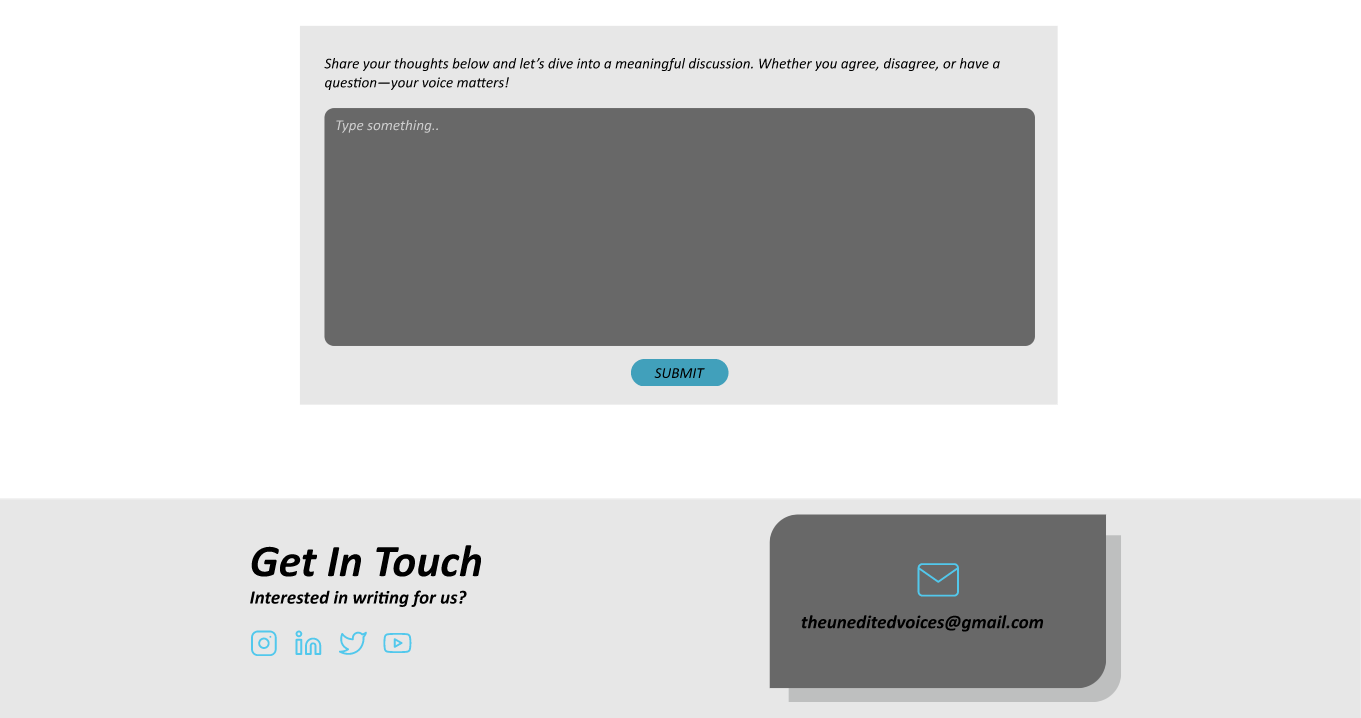 Share your thoughts below and let’s dive into a meaningful discussion. Whether you agree, disagree, or have a
question—your voice matters!
Type something..
SUBMIT
Get In Touch
Interested in writing for us?
theuneditedvoices@gmail.com